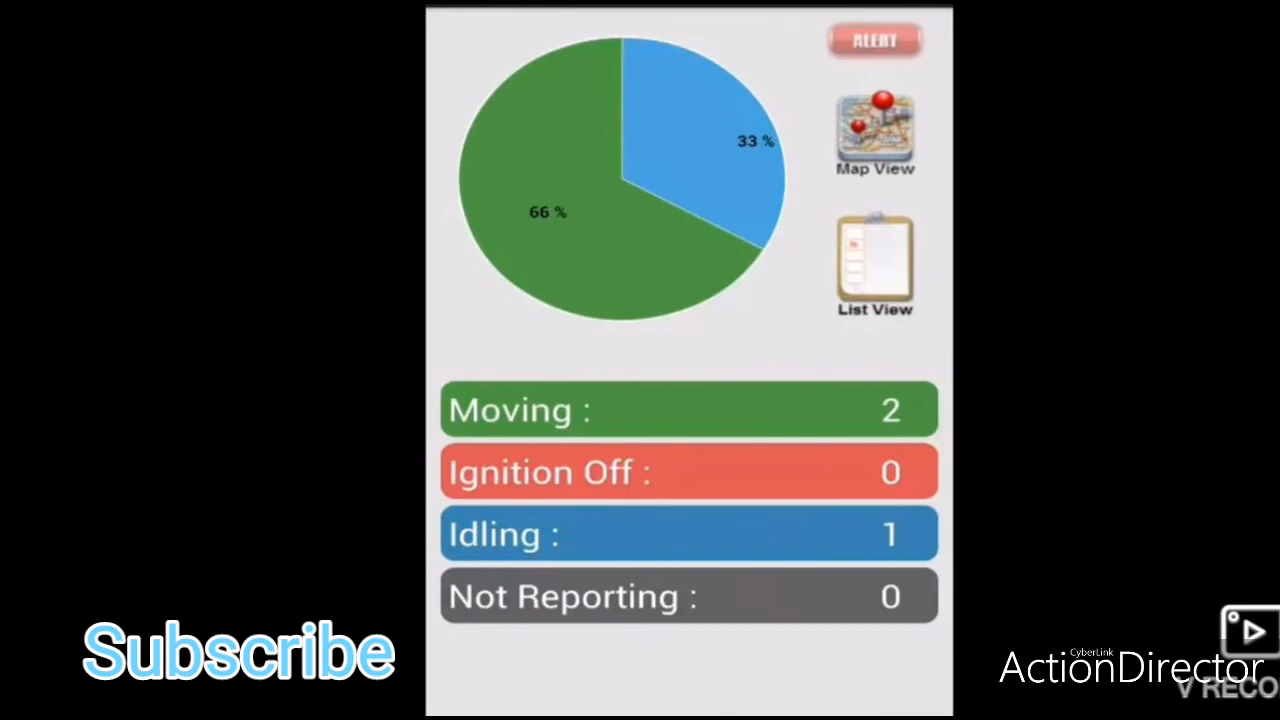 ALERT
33 %
Map View
66 %
List View
Moving : 2
Ignition Off : 0
Idling : 1
Not Reporting : 0
Subscribe
CyberLink
ActionDirector
V RECO